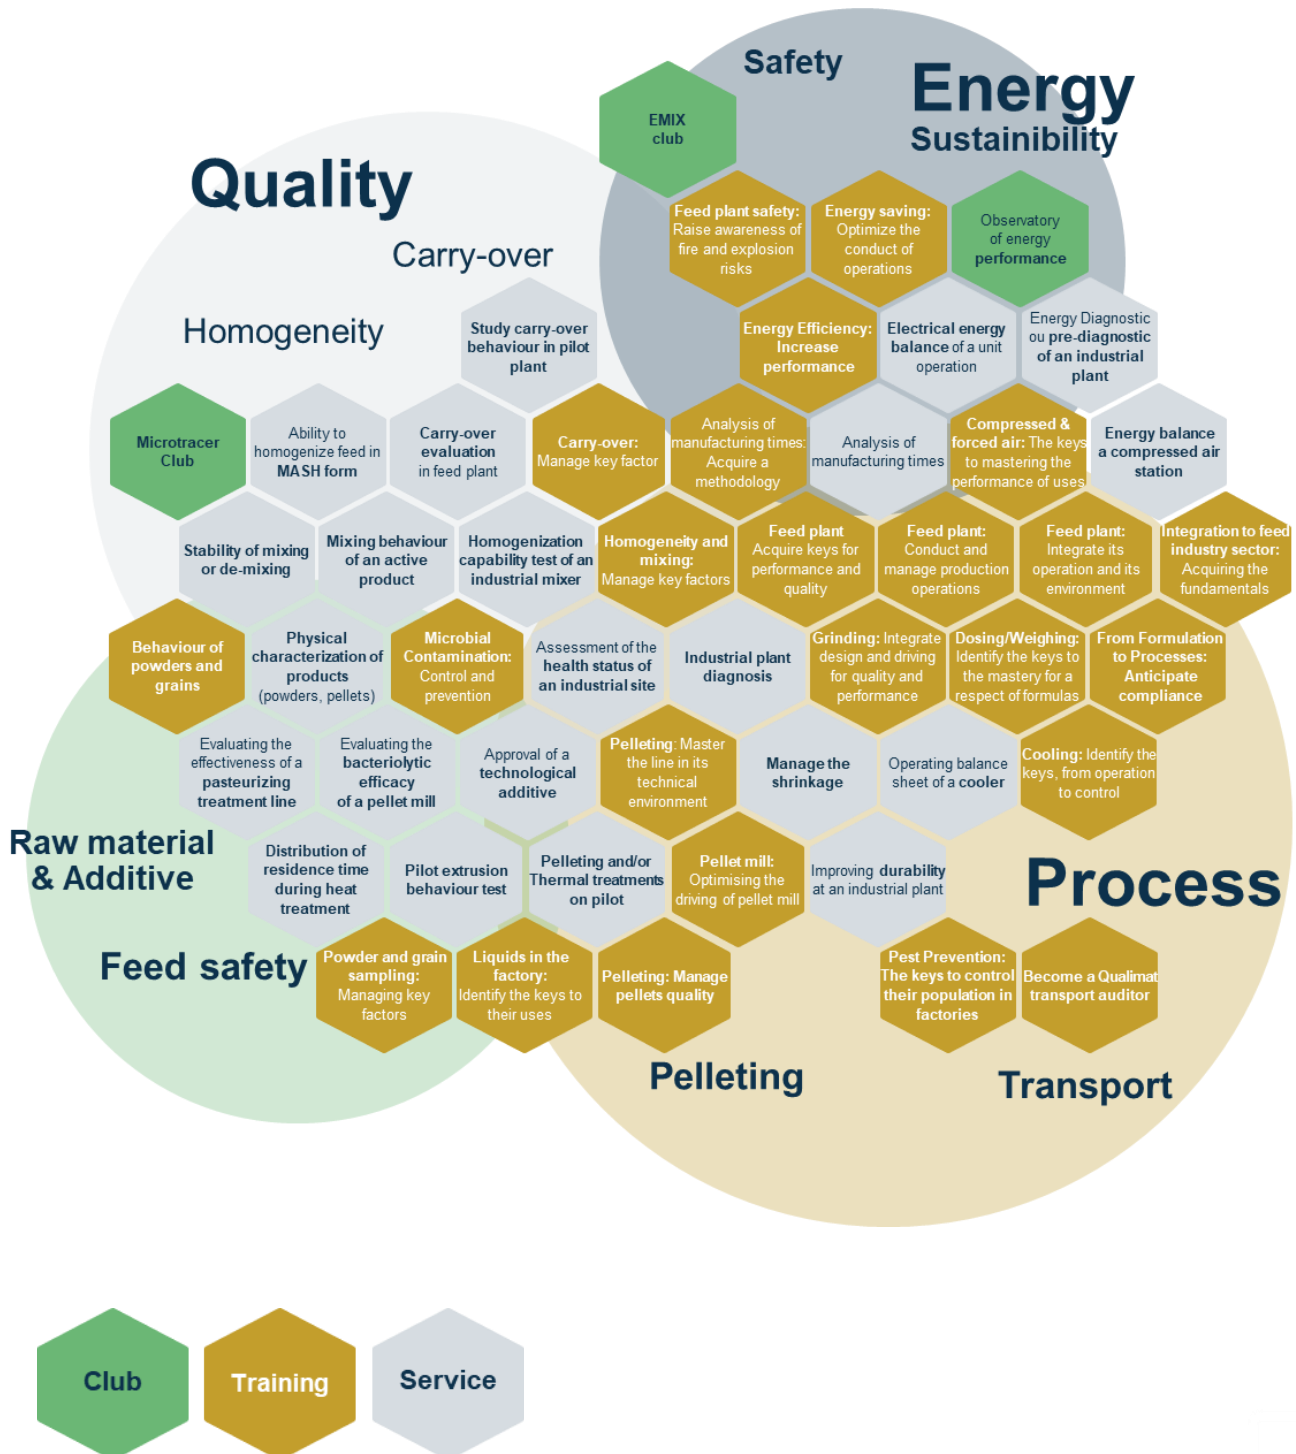 Safety
Energy
Sustainibility
EMIX
club
Quality
Feed plant safety:
Raise awareness of
fire and explosion
risks
Energy saving:
Optimize the
conduct of
operations
Observatory
of energy
performance
Carry-over
Homogeneity
Study carry-over
behaviour in pilot
plant
Energy Efficiency:
Increase
performance
Electrical energy
balance of a unit
operation
Energy Diagnostic
ou pre-diagnostic
of an industrial
plant
Microtracer
Club
Ability to
homogenize feed in
MASH form
Carry-over
evaluation
in feed plant
Carry-over:
Manage key factor
Analysis of
manufacturing times:
Acquire a
methodology
Analysis of
manufacturing times
Compressed &
forced air: The keys
to mastering the
performance of uses
Energy balance
a compressed air
station
Stability of mixing
or de-mixing
Mixing behaviour
of an active
product
Homogenization
capability test of an
industrial mixer
Homogeneity and
mixing:
Manage key factors
Feed plant
Acquire keys for
performance and
quality
Feed plant:
Conduct and
manage production
operations
Feed plant:
Integrate its
operation and its
environment
Integration to feed
industry sector:
Acquiring the
fundamentals
Behaviour of
powders and
grains
Physical
characterization of
products
(powders, pellets)
Microbial
Contamination:
Control and
prevention
Assessment of the
health status of
an industrial site
Industrial plant
diagnosis
Grinding: Integrate
design and driving
for quality and
performance
Dosing/Weighing:
Identify the keys to
the mastery for a
respect of formulas
From Formulation
to Processes:
Anticipate
compliance
Evaluating the
effectiveness of a
pasteurizing
treatment line
Evaluating the
bacteriolytic
efficacy
of a pellet mill
Approval of a
technological
additive
Pelleting: Master
the line in its
technical
environment
Manage the
shrinkage
Operating balance
sheet of a cooler
Cooling: Identify the
keys, from operation
to control
Raw material
& Additive
Distribution of
residence time
during heat
treatment
Pilot extrusion
behaviour test
Pelleting and/or
Thermal treatments
on pilot
Pellet mill:
Optimising the
driving of pellet mill
Improving durability
at an industrial plant
Process
Feed safety
Powder and grain
sampling:
Managing key
factors
Liquids in the
factory:
Identify the keys to
their uses
Pelleting: Manage
pellets quality
Pest Prevention:
The keys to control
their population in
factories
Become a Qualimat
transport auditor
Pelleting
Transport
Club
Training
Service